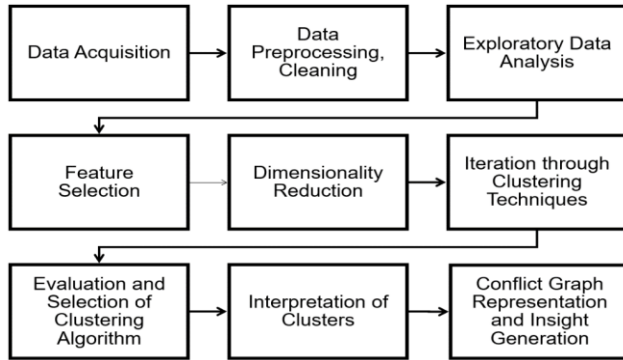 Data Acquisition
Data
Preprocessing,
Cleaning
Exploratory Data
Analysis
Feature
Selection
Dimensionality
Reduction
Iteration through
Clustering
Techniques
Evaluation and
Selection of
Clustering
Algorithm
Interpretation of
Clusters
Conflict Graph
Representation
and Insight
Generation